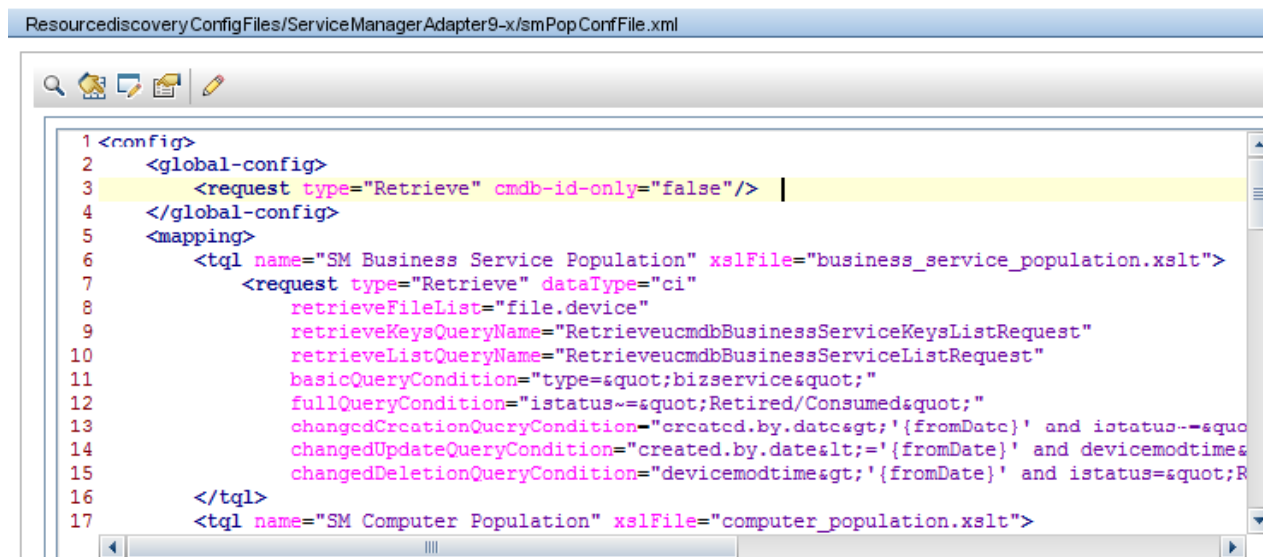 ResourcediscoveryConfigFiles/ServiceManagerAdapter9-x/smPopConfFile.xml
1 <config>
2 <global-config>
3 <request type="Retrieve" cmdb-id-only="false"/>
4 </global-config>
5 <mapping>
6 <tql name="SM Business Service Population" xslFile="business_service_population.xslt">
7 <request type="Retrieve" dataType="ci"
8 retrieveFileList="file.device"
9 retrieveKeysQueryName="RetrieveucmdbBusinessServiceKeysListRequest"
10 retrieveListQueryName="RetrieveucmdbBusinessServiceListRequest"
11 basicQueryCondition="type=&quot;bizservice&quot;"
12 fullQueryCondition="istatus~=&quot;Retired/Consumed&quot;"
13 changedCreationQueryCondition="created.by.date&gt;'{fromDate}' and istatus~=&quo
14 changedUpdateQueryCondition="created.by.date&lt;='{fromDate}' and devicemodtime&
15 changedDeletionQueryCondition="devicemodtime&gt;'{fromDate}' and istatus=&quot;R
16 </tql>
17 <tql name="SM Computer Population" xslFile="computer_population.xslt">